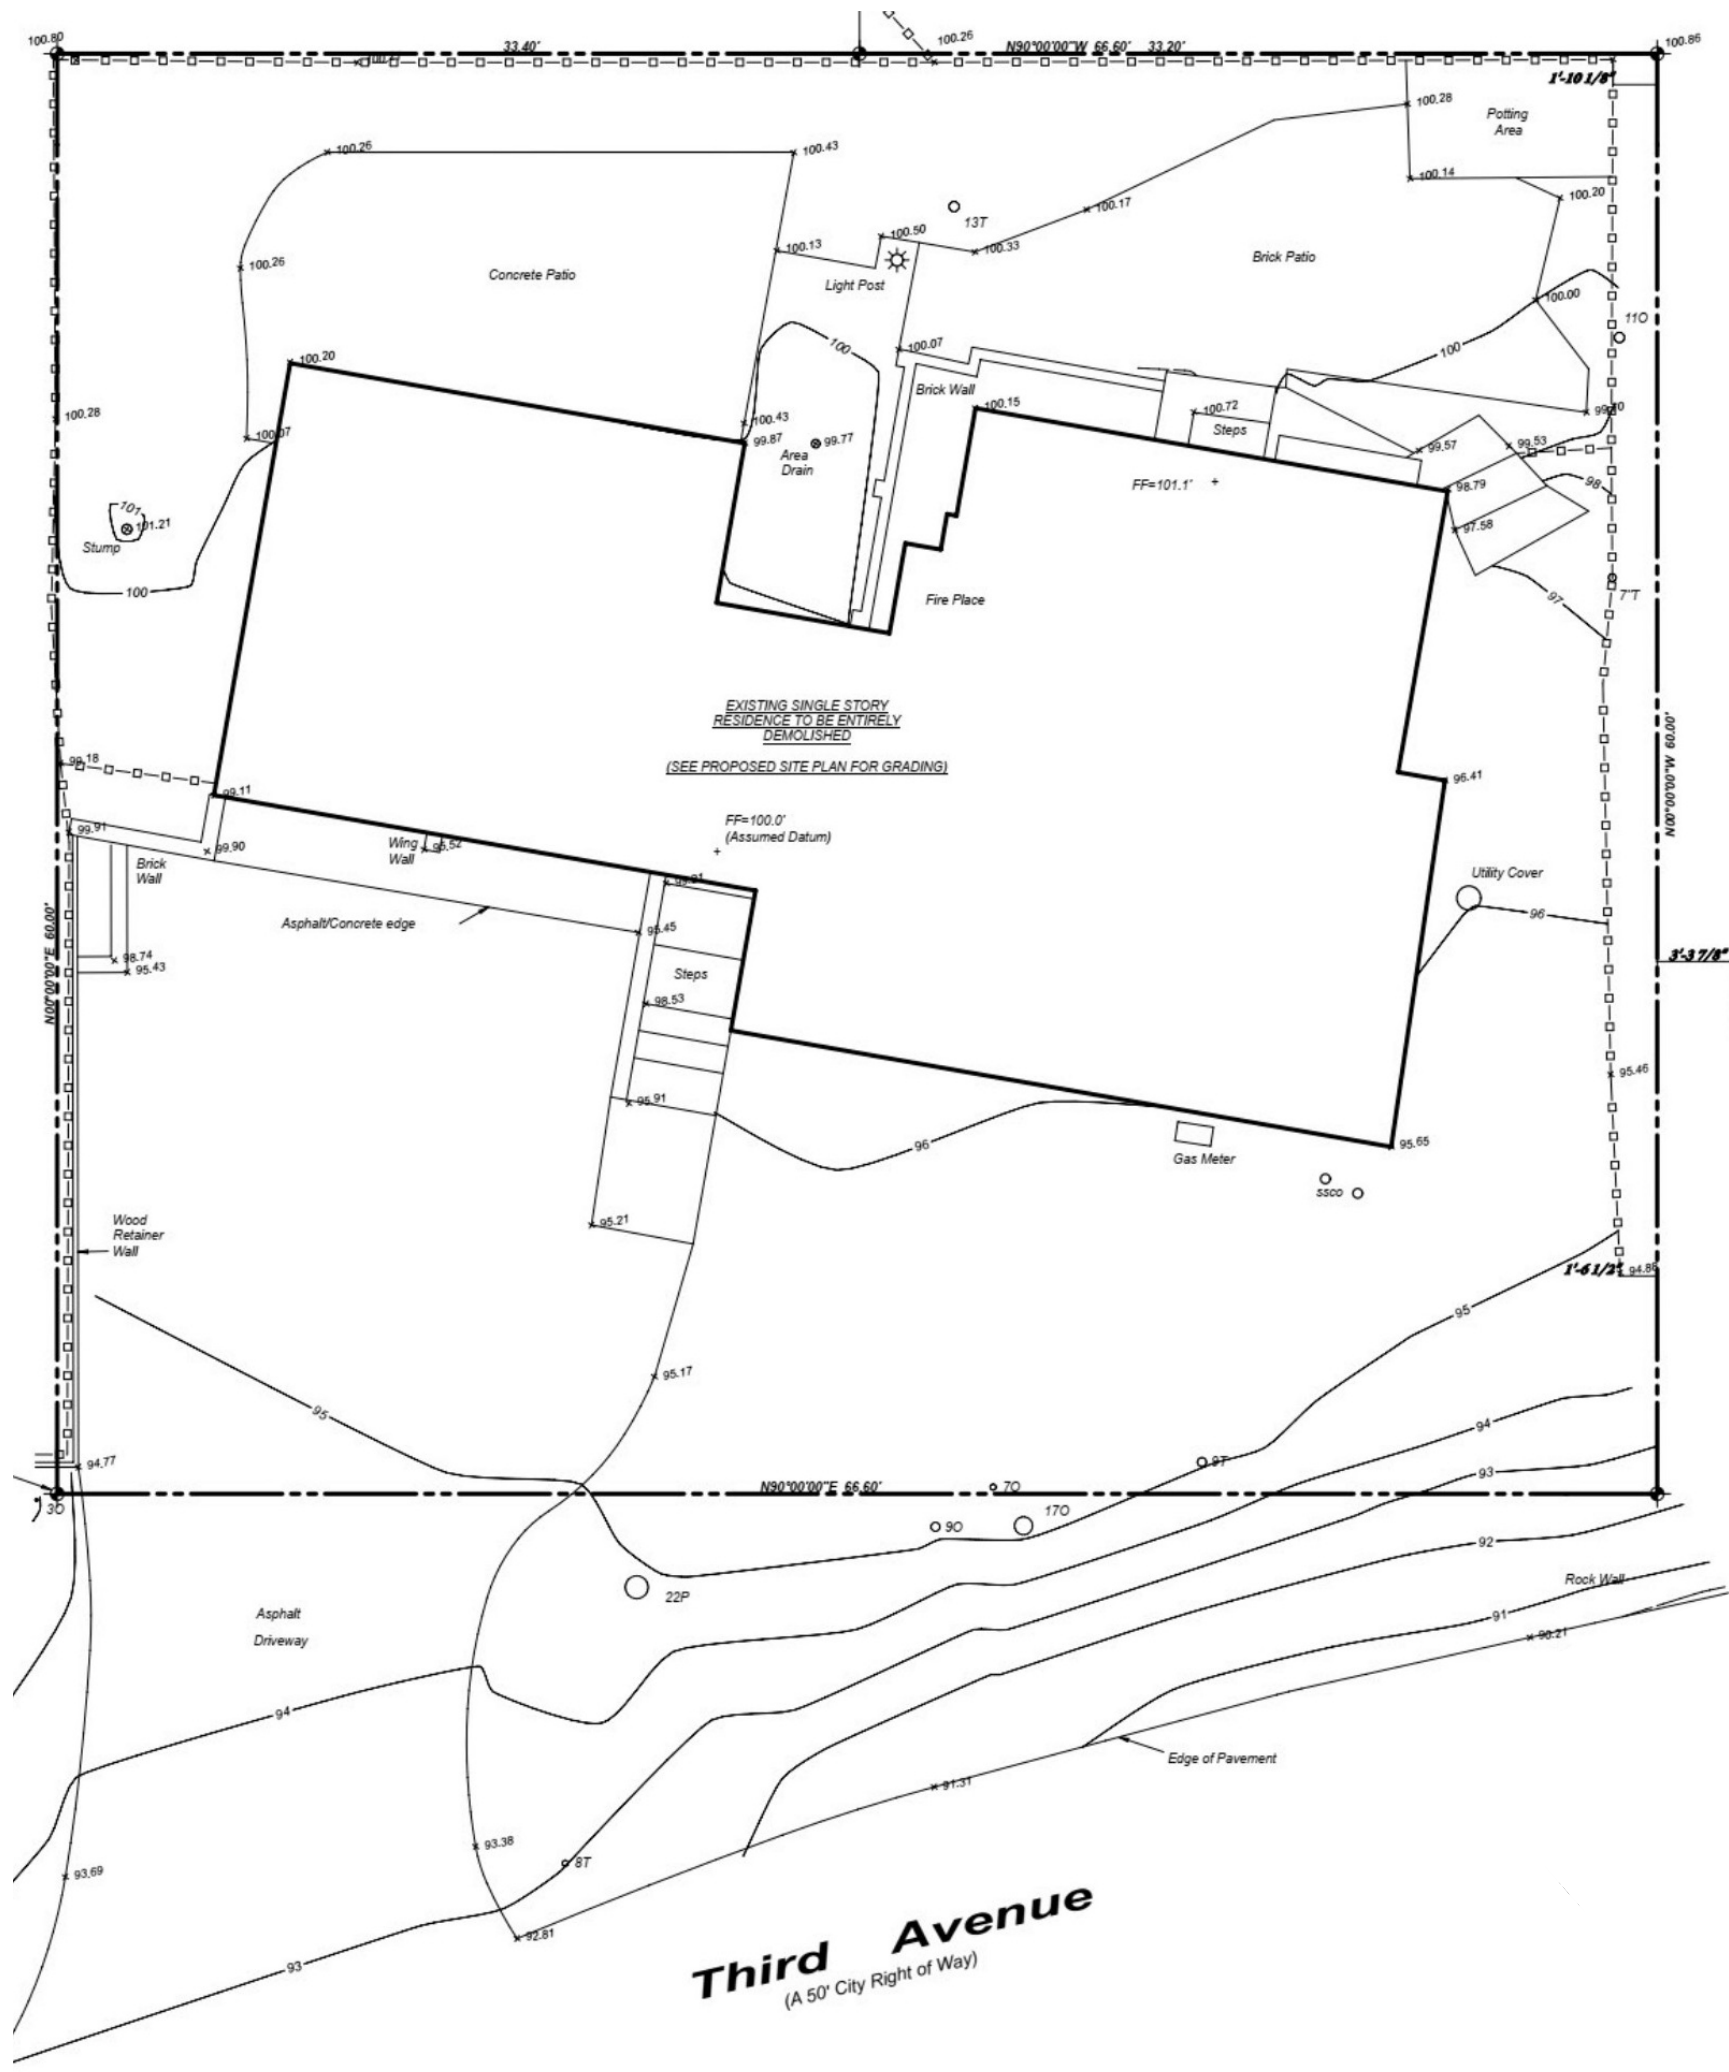 100.80
33.40'
100.26
N90°00'00"W 66.60' 33.20'
100.86
1'-10 1/8"
100.28
Potting
Area
100.26
100.43
100.14
100.20
13T
100.17
100.50
100.33
100.13
Brick Patio
100.26
Concrete Patio
Light Post
100.00
11O
100
100.07
100
100.20
Brick Wall
100.28
100.15
100.72
Steps
100.43
99.87
99.77
Area
Drain
100.07
99.57
99.53
FF=101.1'
98.79
98
101
101.21
97.58
Stump
100
Fire Place
97
7"T
EXISTING SINGLE STORY
RESIDENCE TO BE ENTIRELY
DEMOLISHED
(SEE PROPOSED SITE PLAN FOR GRADING)
N00°00'00"W 60.00'
99.18
96.41
99.11
FF=100.0'
(Assumed Datum)
99.91
99.90
Wing
Wall
95.52
Brick
Wall
Utility Cover
96
Asphalt/Concrete edge
95.45
N00°00'00"E 60.00'
98.74
95.43
Steps
3'-3 7/8"
98.53
95.46
95.91
96
95.65
Gas Meter
ssco
95.21
Wood
Retainer
Wall
1'-6 1/2"
94.86
95
95.17
95
94
94.77
9T
93
N90°00'00"E 66.60'
7O
3O
17O
9O
92
22P
Rock Wall
Asphalt
Driveway
91
90.21
94
Edge of Pavement
91.31
93.38
8T
93.69
92.81
93
Third Avenue
(A 50' City Right of Way)